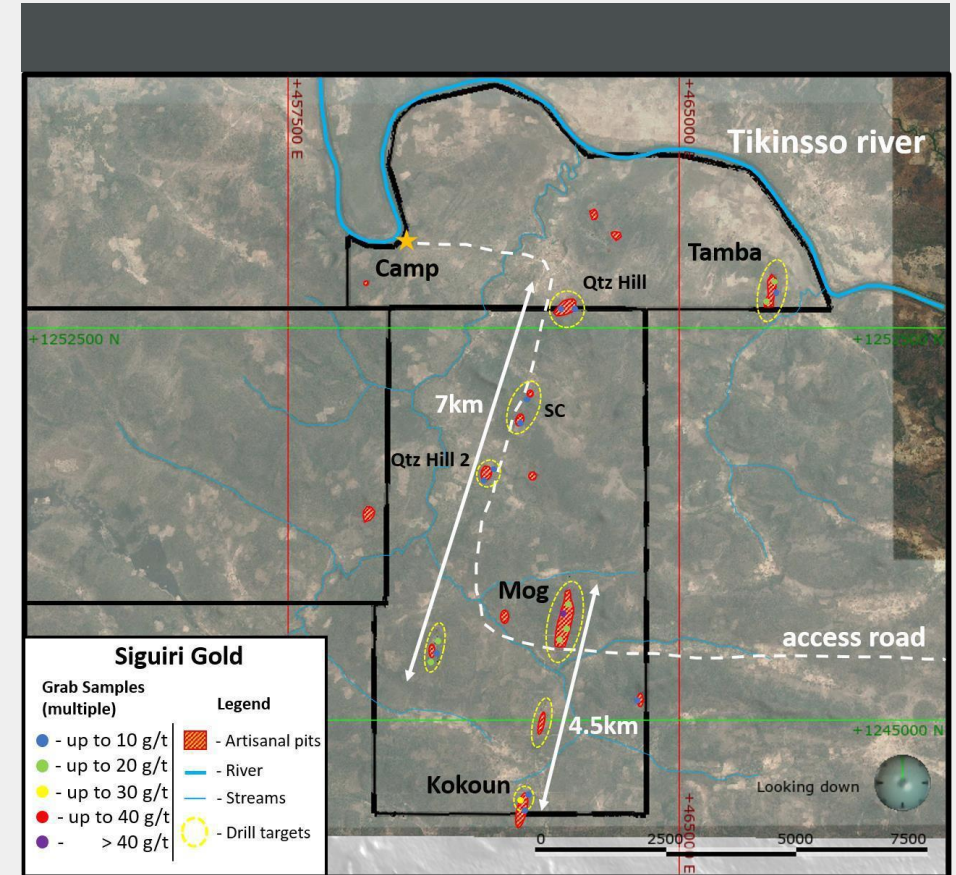 +457500 E
+465000
Tikinsso river
Tamba
Camp
Qtz Hill
+1252500 N
7km
SC
Qtz Hill 2
Mog
access road
4.5km
+1245000 N
Kokoun
Looking down
+465000 E
0 2500 5000 7500
Siguiri Gold
Grab Samples
(multiple)
- up to 10 g/t
- up to 20 g/t
- up to 30 g/t
- up to 40 g/t
- > 40 g/t
Legend
- Artisanal pits
- River
- Streams
- Drill targets